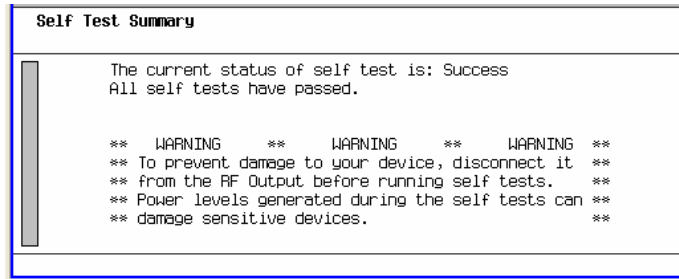 Self Test Summary
The current status of self test is: Success
All self tests have passed.
** WARNING ** WARNING ** WARNING **
** To prevent damage to your device, disconnect it **
** from the RF Output before running self tests. **
** Power levels generated during the self tests can **
** damage sensitive devices. **